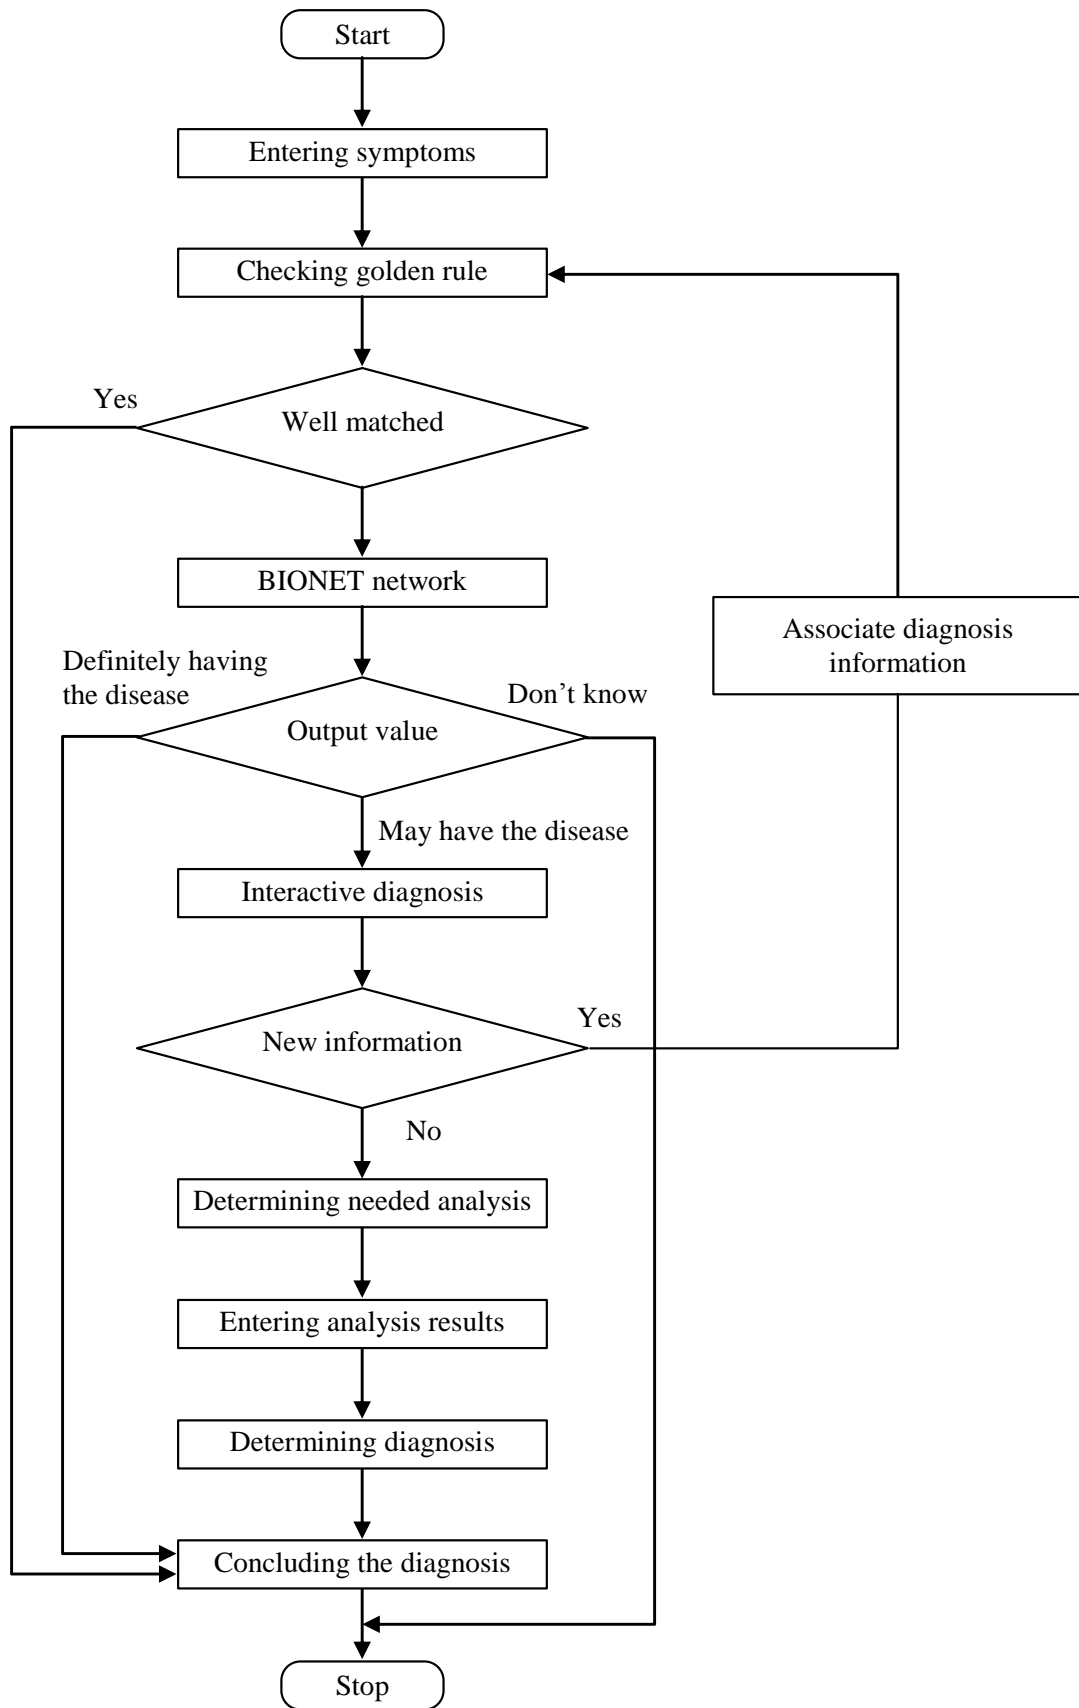 Start
Entering symptoms
Checking golden rule
Yes
Well matched
BIONET network
Associate diagnosis
information
Definitely having
the disease
Don’t know
Output value
May have the disease
Interactive diagnosis
Yes
New information
No
Determining needed analysis
Entering analysis results
Determining diagnosis
Concluding the diagnosis
Stop